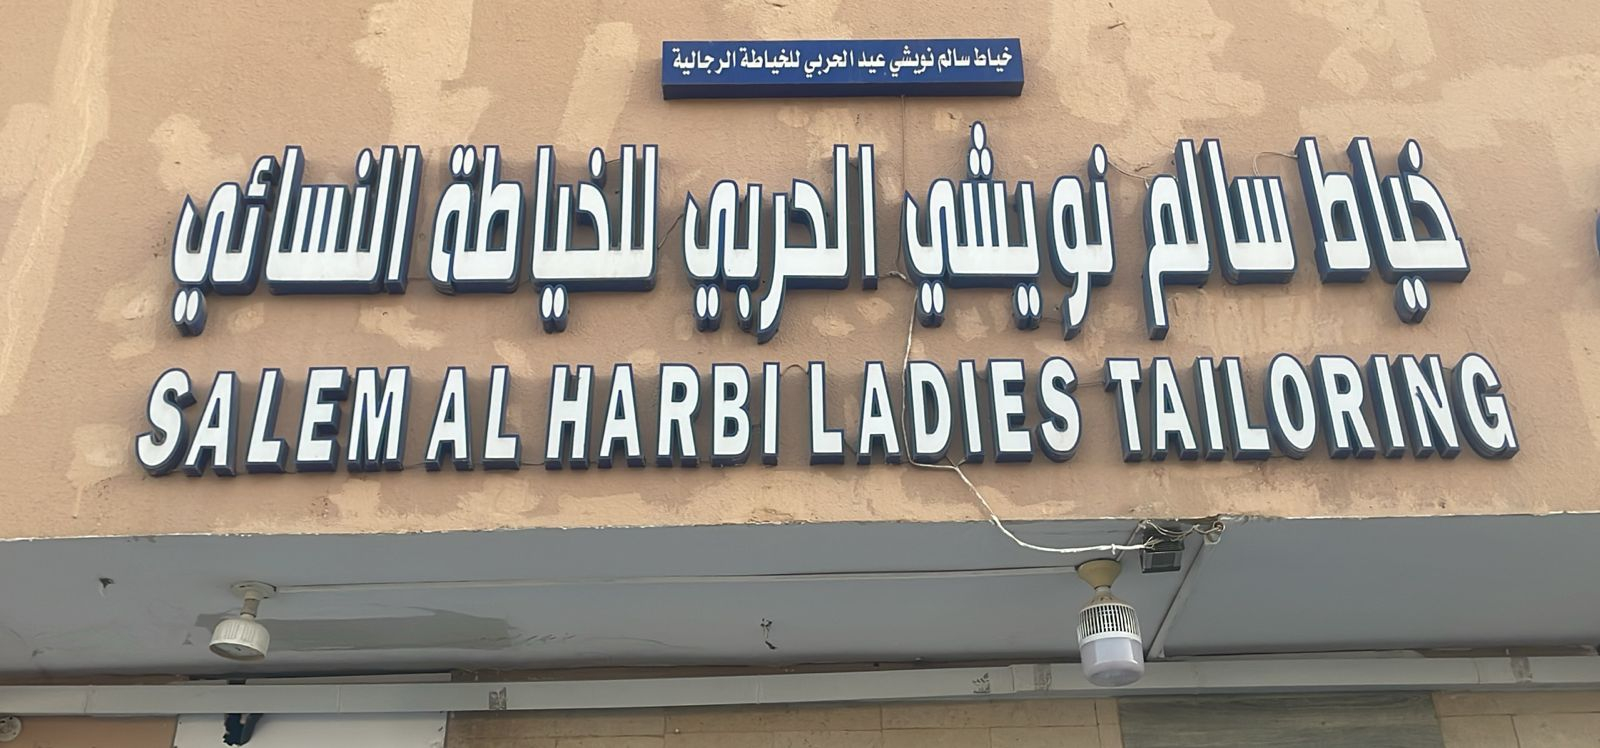 خياط سالم نويشي عيد الحربي للخياطة الرجالية
خياط سالم نويشي الحربي للخياطة النسائي
SALEM AL HARBI LADIES TAILORING